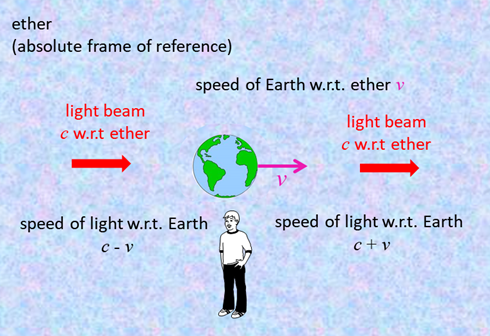 ether
(absolute frame of reference)
speed of Earth w.r.t. ether v
light beam
c w.r.t ether
light beam
c w.r.t ether
v
speed of light w.r.t. Earth
c - v
speed of light w.r.t. Earth
c + v